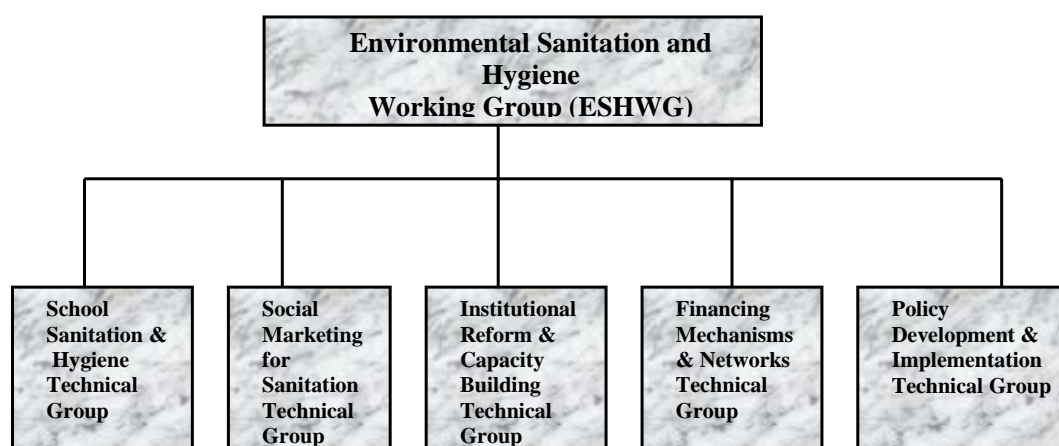 Environmental Sanitation and
Hygiene
Working Group (ESHWG)
School
Sanitation &
Hygiene
Technical
Group
Social
Marketing
for
Sanitation
Technical
Group
Institutional
Reform &
Capacity
Building
Technical
Group
Financing
Mechanisms
& Networks
Technical
Group
Policy
Development &
Implementation
Technical Group